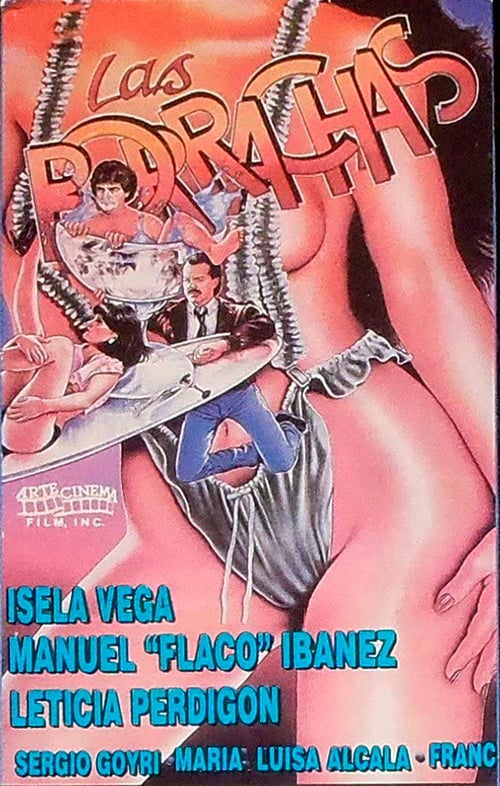 Las
BORRACHAS
ARTE CINEMA
FILM, INC.
ISELA VEGA
MANUEL "FLACO" IBANEZ
LETICIA PERDIGON
SERGIO GOYRI · MARIA LUISA ALCALA · FRANC